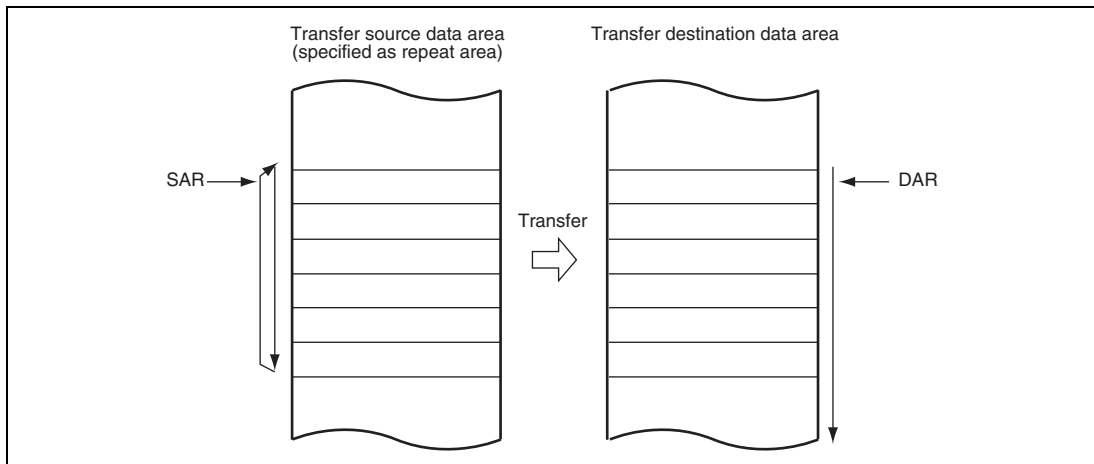 Transfer source data area
(specified as repeat area)
Transfer destination data area
SAR
DAR
Transfer